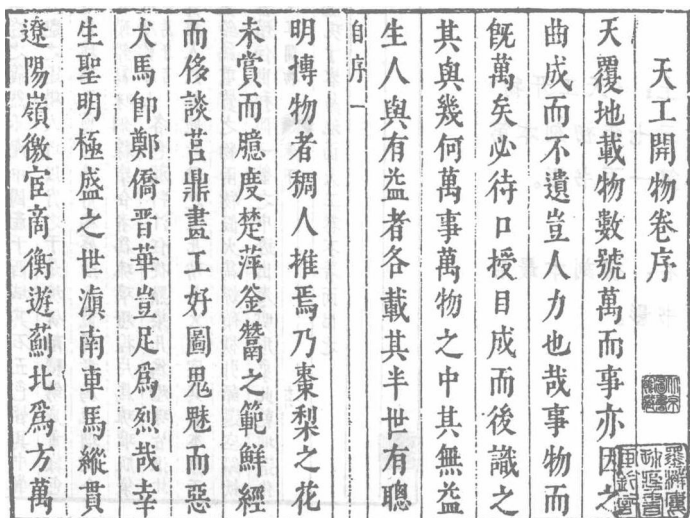 天工開物卷序
天覆地載物數號萬而事亦因之
曲成而不遺豈人力也哉事物而
旣萬矣必待口授目成而後識之
其與幾何萬事萬物之中其無益
生人與有益者各載其半世有聰
自序一
明博物者稠人推焉乃棗梨之花
未賞而臆度楚萍釜鬵之範鮮經
而侈談莒鼎畫工好圖鬼魅而惡
犬馬卽鄭僑晋華豈足爲烈哉幸
生聖明極盛之世滇南車馬縱貫
遼陽嶺徼宦商衡遊薊北爲方萬